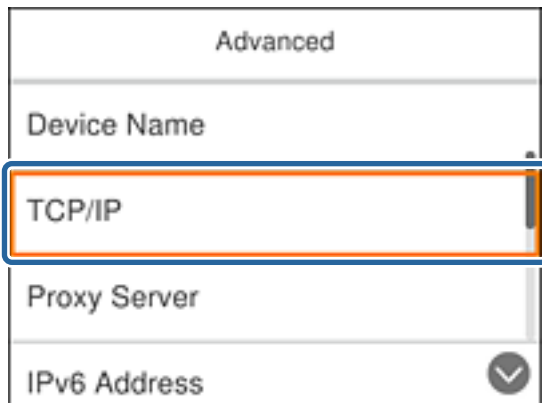 Advanced
Device Name
TCP/IP
Proxy Server
IPv6 Address